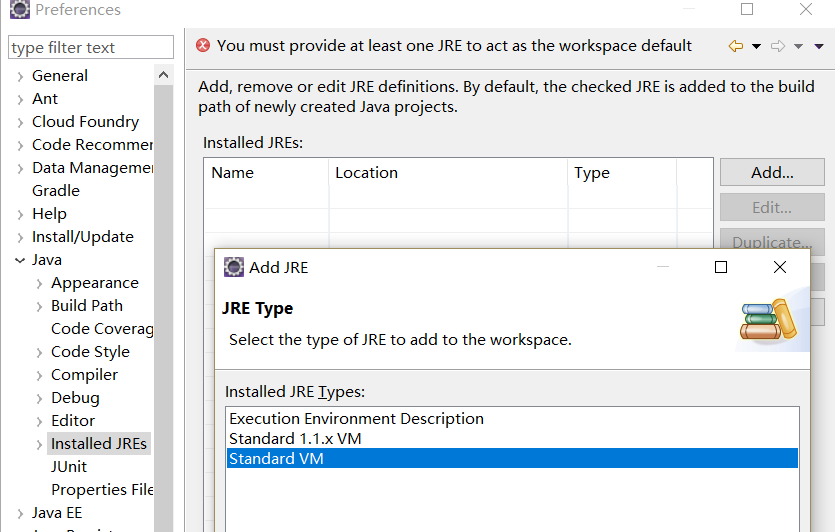 Preferences
type filter text
General
Ant
Cloud Foundry
Code Recommer
Data Manageme
Gradle
Help
Install/Update
Java
Appearance
Build Path
Code Coverag
Code Style
Compiler
Debug
Editor
Installed JREs
JUnit
Properties File
Java EE
You must provide at least one JRE to act as the workspace default
Add, remove or edit JRE definitions. By default, the checked JRE is added to the build
path of newly created Java projects.
Installed JREs:
Name Location Type
Add...
Edit...
Duplicate...
Add JRE
JRE Type
Select the type of JRE to add to the workspace.
Installed JRE Types:
Execution Environment Description
Standard 1.1.x VM
Standard VM